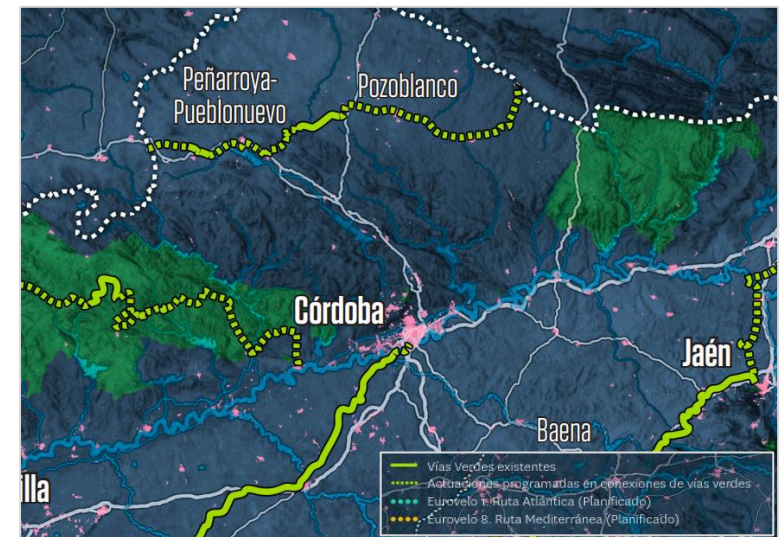 Peñarroya-
Pueblonuevo
Pozoblanco
Córdoba
Jaén
Baena
illa
Vías Verdes existentes
Actuaciones programadas en conexiones de vías verdes
Eurovelo 1. Ruta Atlántica (Planificado)
Eurovelo 8. Ruta Mediterránea (Planificado)